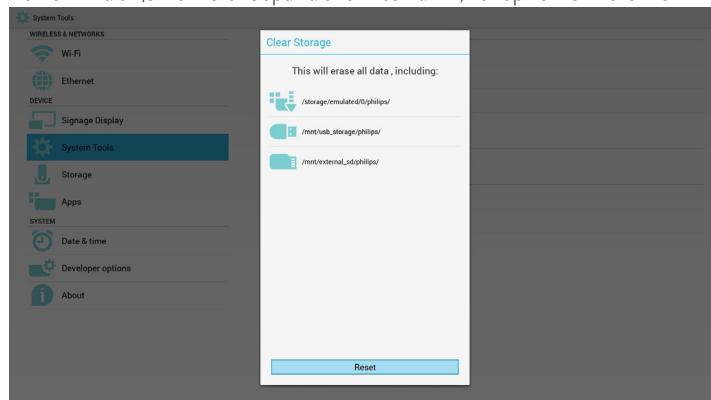 System Tools
WIRELESS & NETWORKS
Wi-Fi
Ethernet
DEVICE
Signage Display
System Tools
Storage
Apps
SYSTEM
Date & time
Developer options
About
Clear Storage
This will erase all data , including:
/storage/emulated/0/philips/
/mnt/usb_storage/philips/
/mnt/external_sd/philips/
Reset